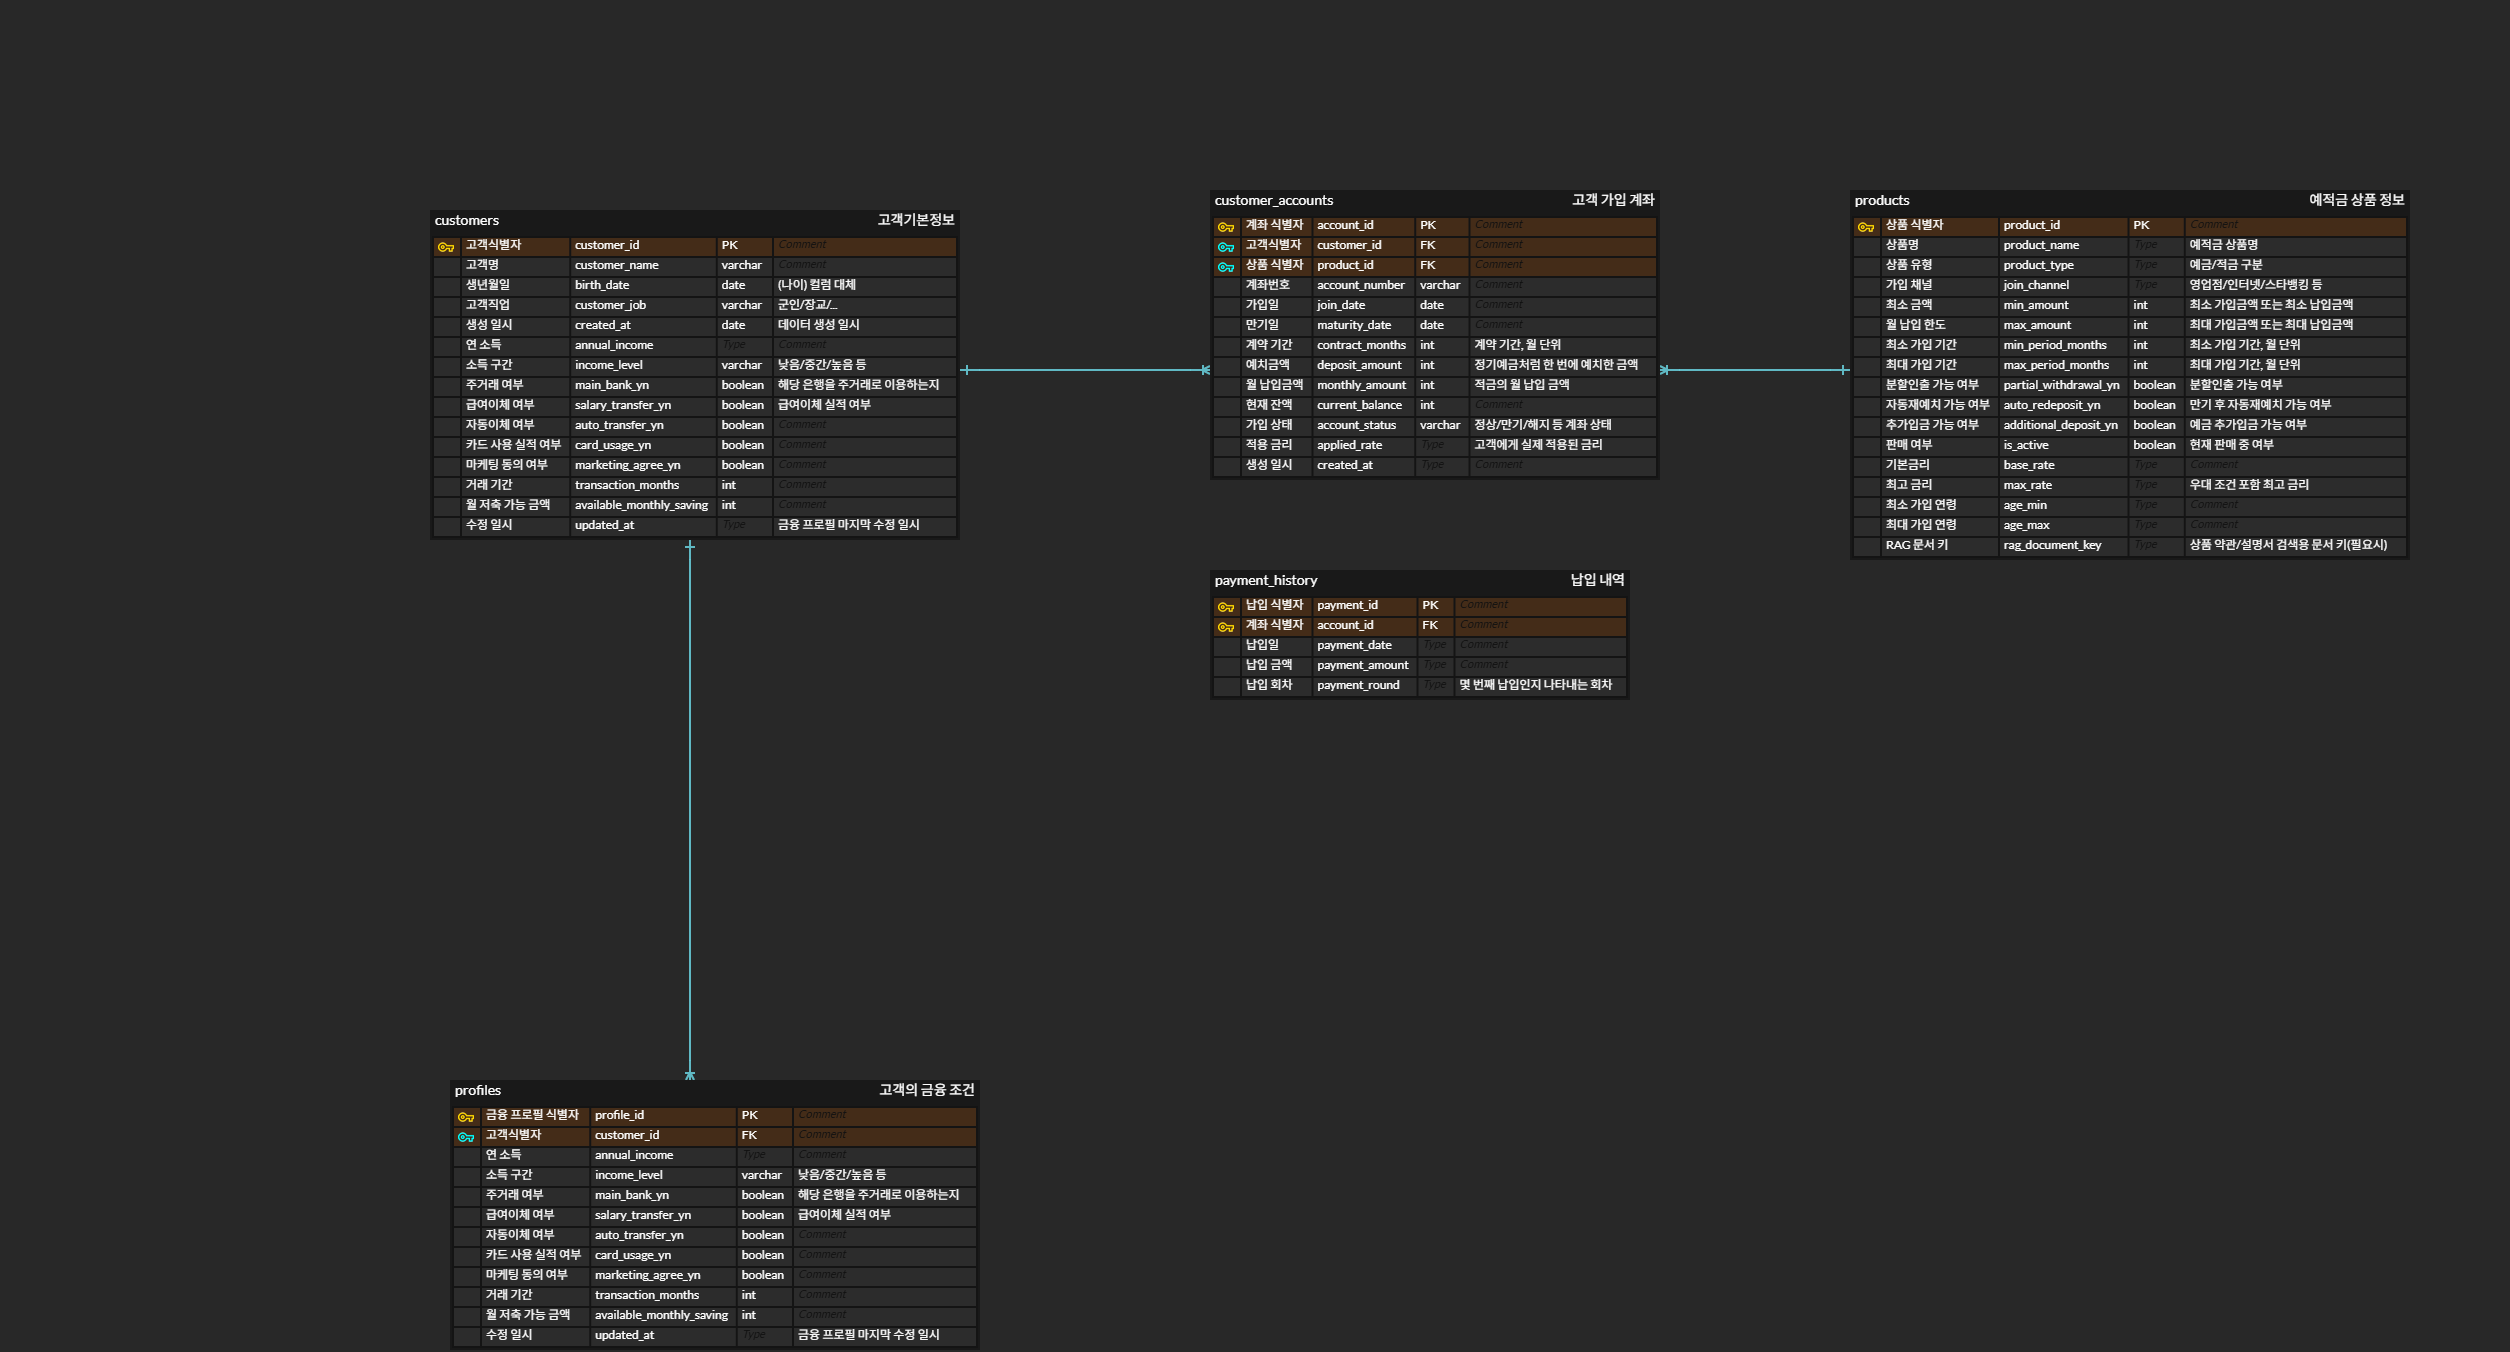 customers 고객기본정보
고객식별자 customer_id PK Comment
고객명 customer_name varchar Comment
생년월일 birth_date date (나이) 컬럼 대체
고객직업 customer_job varchar 군인/장교/...
생성 일시 created_at date 데이터 생성 일시
연 소득 annual_income Type Comment
소득 구간 income_level varchar 낮음/중간/높음 등
주거래 여부 main_bank_yn boolean 해당 은행을 주거래로 이용하는지
급여이체 여부 salary_transfer_yn boolean 급여이체 실적 여부
자동이체 여부 auto_transfer_yn boolean Comment
카드 사용 실적 여부 card_usage_yn boolean Comment
마케팅 동의 여부 marketing_agree_yn boolean Comment
거래 기간 transaction_months int Comment
월 저축 가능 금액 available_monthly_saving int Comment
수정 일시 updated_at Type 금융 프로필 마지막 수정 일시
customer_accounts 고객 가입 계좌
계좌 식별자 account_id PK Comment
고객식별자 customer_id FK Comment
상품 식별자 product_id FK Comment
계좌번호 account_number varchar Comment
가입일 join_date date Comment
만기일 maturity_date date Comment
계약 기간 contract_months int 계약 기간, 월 단위
예치금액 deposit_amount int 정기예금처럼 한 번에 예치한 금액
월 납입금액 monthly_amount int 적금의 월 납입 금액
현재 잔액 current_balance int Comment
가입 상태 account_status varchar 정상/만기/해지 등 계좌 상태
적용 금리 applied_rate Type 고객에게 실제 적용된 금리
생성 일시 created_at Type Comment
products 예적금 상품 정보
상품 식별자 product_id PK Comment
상품명 product_name Type 예적금 상품명
상품 유형 product_type Type 예금/적금 구분
가입 채널 join_channel Type 영업점/인터넷/스타뱅킹 등
최소 금액 min_amount int 최소 가입금액 또는 최소 납입금액
월 납입 한도 max_amount int 최대 가입금액 또는 최대 납입금액
최소 가입 기간 min_period_months int 최소 가입 기간, 월 단위
최대 가입 기간 max_period_months int 최대 가입 기간, 월 단위
분할인출 가능 여부 partial_withdrawal_yn boolean 분할인출 가능 여부
자동재예치 가능 여부 auto_redeposit_yn boolean 만기 후 자동재예치 가능 여부
추가입금 가능 여부 additional_deposit_yn boolean 예금 추가입금 가능 여부
판매 여부 is_active boolean 현재 판매 중 여부
기본금리 base_rate Type Comment
최고 금리 max_rate Type 우대 조건 포함 최고 금리
최소 가입 연령 age_min Type Comment
최대 가입 연령 age_max Type Comment
RAG 문서 키 rag_document_key Type 상품 약관/설명서 검색용 문서 키(필요시)
payment_history 납입 내역
납입 식별자 payment_id PK Comment
계좌 식별자 account_id FK Comment
납입일 payment_date Type Comment
납입 금액 payment_amount Type Comment
납입 회차 payment_round Type 몇 번째 납입인지 나타내는 회차
profiles 고객의 금융 조건
금융 프로필 식별자 profile_id PK Comment
고객식별자 customer_id FK Comment
연 소득 annual_income Type Comment
소득 구간 income_level varchar 낮음/중간/높음 등
주거래 여부 main_bank_yn boolean 해당 은행을 주거래로 이용하는지
급여이체 여부 salary_transfer_yn boolean 급여이체 실적 여부
자동이체 여부 auto_transfer_yn boolean Comment
카드 사용 실적 여부 card_usage_yn boolean Comment
마케팅 동의 여부 marketing_agree_yn boolean Comment
거래 기간 transaction_months int Comment
월 저축 가능 금액 available_monthly_saving int Comment
수정 일시 updated_at Type 금융 프로필 마지막 수정 일시